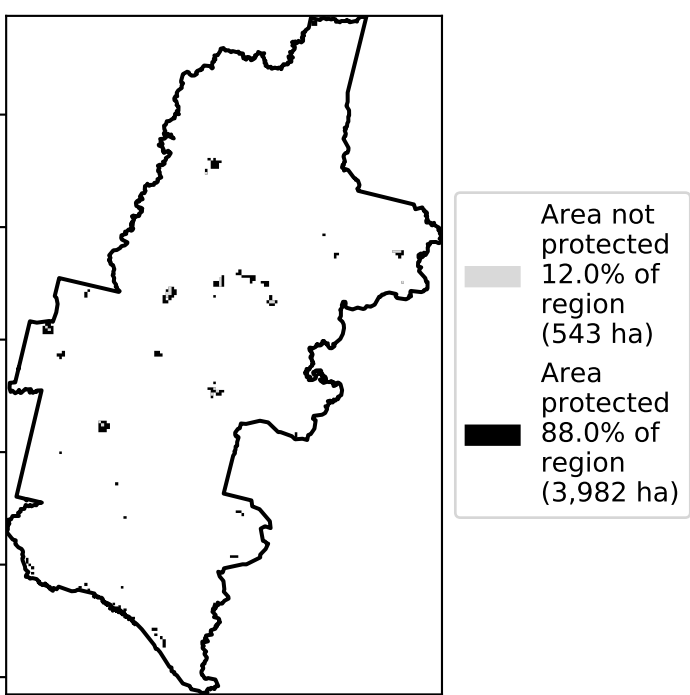 Area not
protected
12.0% of
region
(543 ha)
Area
protected
88.0% of
region
(3,982 ha)